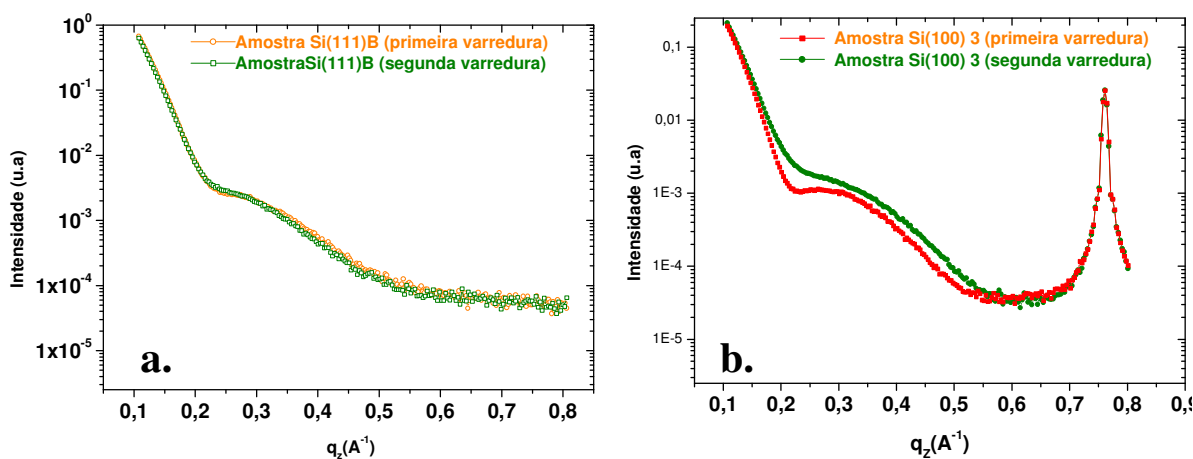 10^0
10^-1
10^-2
10^-3
1x10^-4
1x10^-5
Intensidade (u.a)
Amostra Si(111)B (primeira varredura)
AmostraSi(111)B (segunda varredura)
a.
0,1 0,2 0,3 0,4 0,5 0,6 0,7 0,8
q_z(A^-1)
0,1
0,01
1E-3
1E-4
1E-5
Intensidade (u.a)
Amostra Si(100) 3 (primeira varredura)
Amostra Si(100) 3 (segunda varredura)
b.
0,1 0,2 0,3 0,4 0,5 0,6 0,7 0,8 0,9
q_z(A^-1)